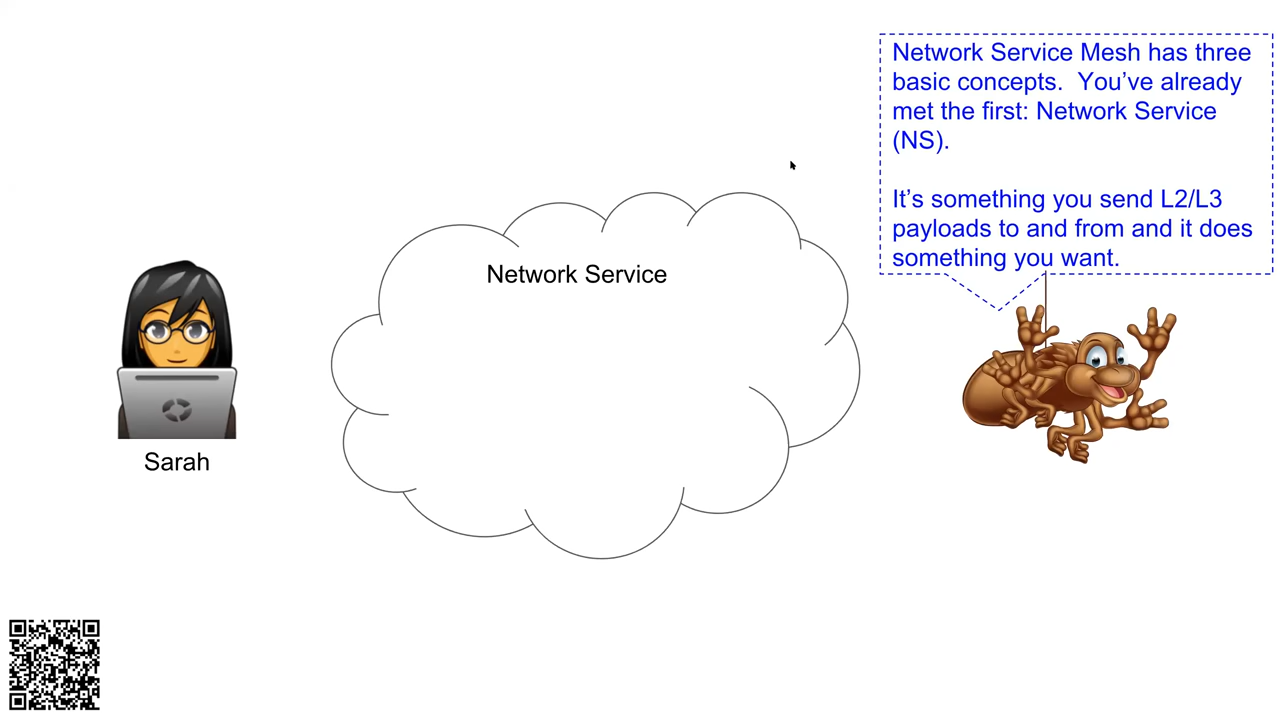 Network Service Mesh has three
basic concepts.  You’ve already
met the first: Network Service
(NS).
It’s something you send L2/L3
payloads to and from and it does
something you want.
Network Service
Sarah